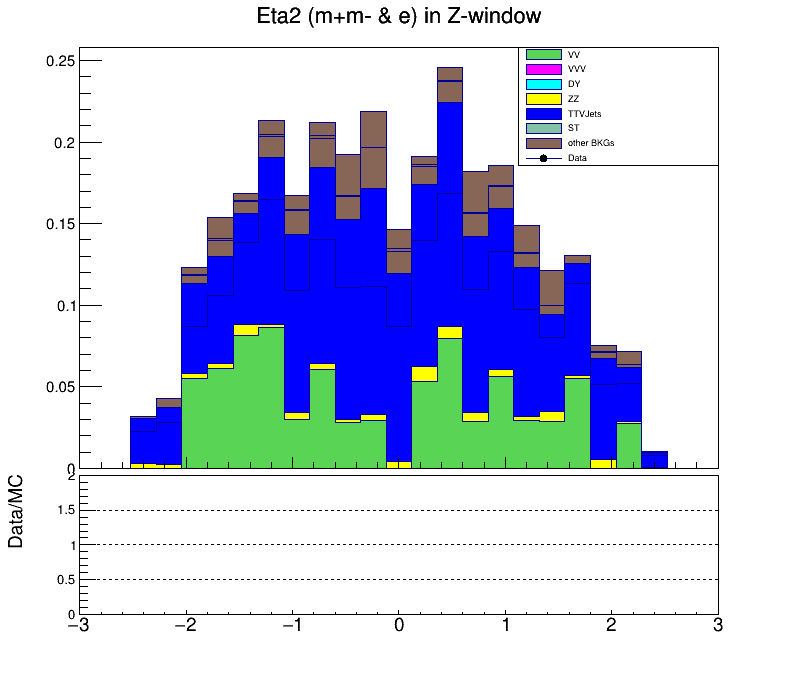 Eta2 (m+m- & e) in Z-window
0.25
0.2
0.15
0.1
0.05
0
VV
VVV
DY
ZZ
TTVJets
ST
other BKGs
Data
Data/MC
2
1.5
1
0.5
0
−3 −2 −1 0 1 2 3